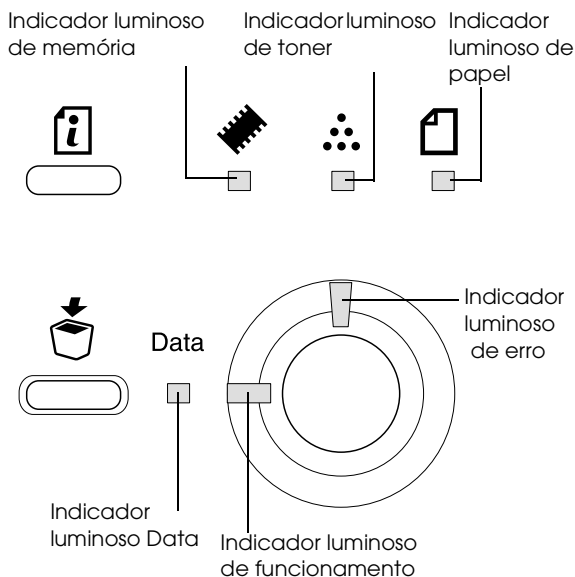 Indicador luminoso
de memória
Indicador luminoso
de toner
Indicador
luminoso de
papel
i
Data
Indicador
luminoso
de erro
Indicador
luminoso Data
Indicador luminoso
de funcionamento